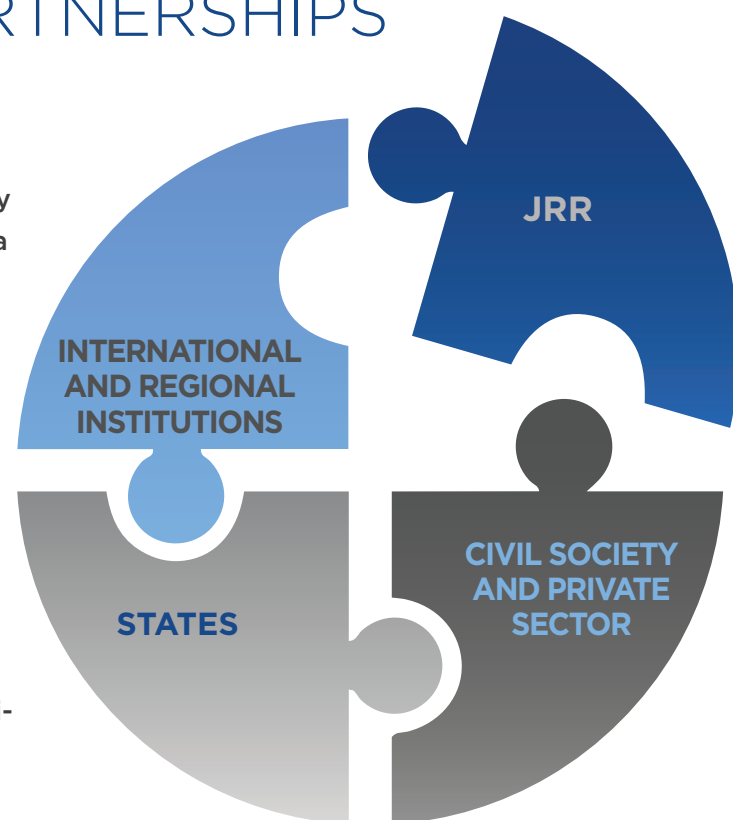 RTNERSHIPS
y
a
JRR
INTERNATIONAL
AND REGIONAL
INSTITUTIONS
CIVIL SOCIETY
AND PRIVATE
SECTOR
STATES
-